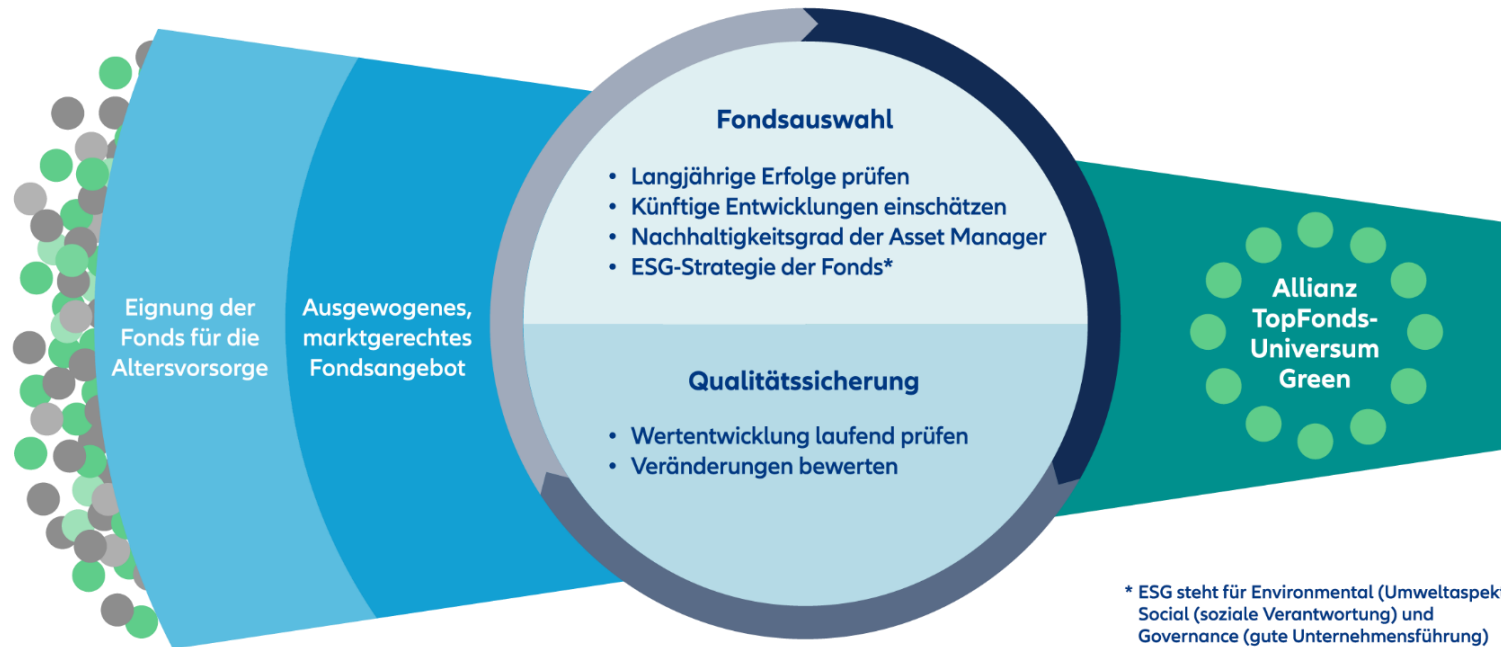 Eignung der
Fonds für die
Altersvorsorge
Ausgewogenes,
marktgerechtes
Fondsangebot
Fondsauswahl
• Langjährige Erfolge prüfen
• Künftige Entwicklungen einschätzen
• Nachhaltigkeitsgrad der Asset Manager
• ESG-Strategie der Fonds*
Qualitätssicherung
• Wertentwicklung laufend prüfen
• Veränderungen bewerten
Allianz
TopFonds-
Universum
Green
* ESG steht für Environmental (Umweltaspek
Social (soziale Verantwortung) und
Governance (gute Unternehmensführung)